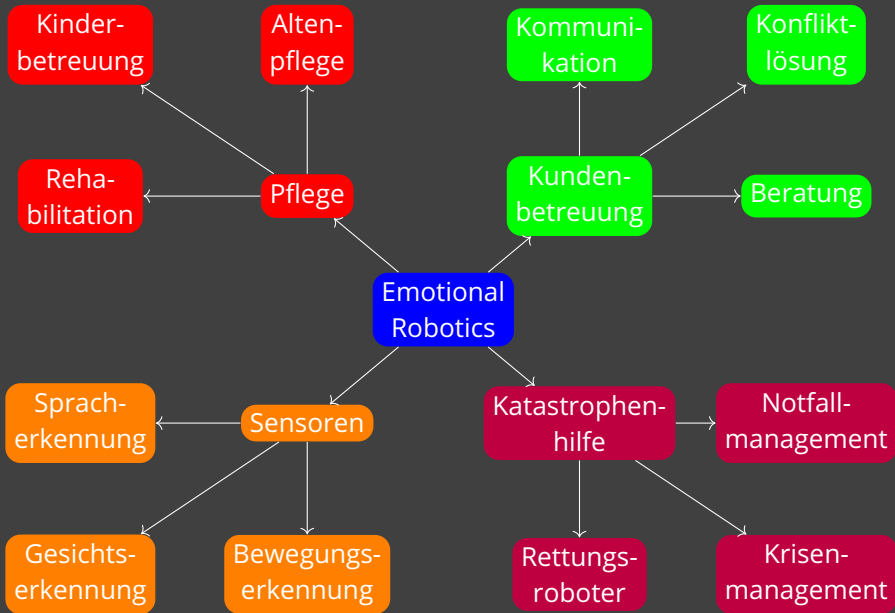 Kinder-
betreuung
Alten-
pflege
Kommuni-
kation
Konflikt-
lösung
Reha-
bilitation
Pflege
Kunden-
betreuung
Beratung
Emotional
Robotics
Sprach-
erkennung
Sensoren
Katastrophen-
hilfe
Notfall-
management
Gesichts-
erkennung
Bewegungs-
erkennung
Rettungs-
roboter
Krisen-
management